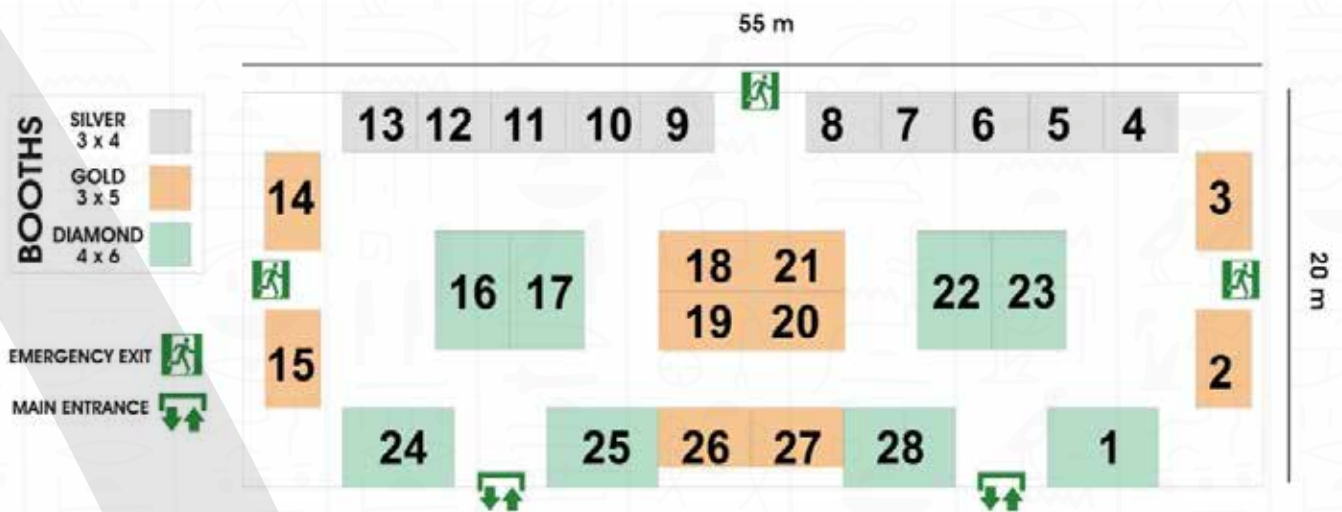 55 m
BOOTHS
SILVER
3 x 4
GOLD
3 x 5
DIAMOND
4 x 6
EMERGENCY EXIT
MAIN ENTRANCE
13 12 11 10 9 8 7 6 5 4
14 3
18 21
16 17 22 23
19 20
15 2
24 25 26 27 28 1
20 m